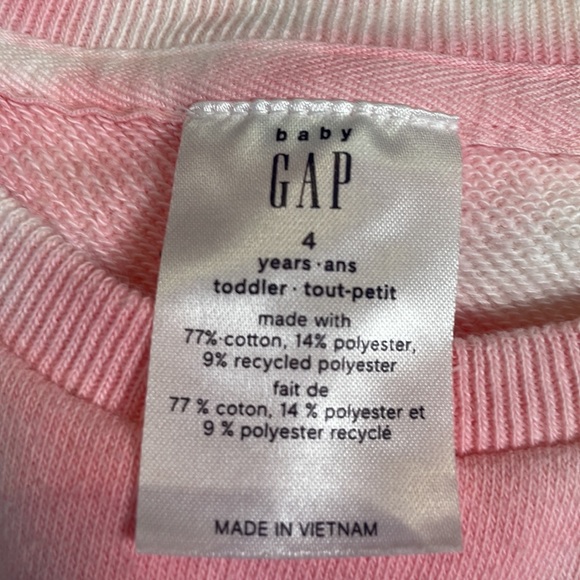 baby
GAP
4
years · ans
toddler · tout-petit
made with
77% cotton, 14% polyester,
9% recycled polyester
fait de
77 % coton, 14 % polyester et
9 % polyester recyclé
MADE IN VIETNAM